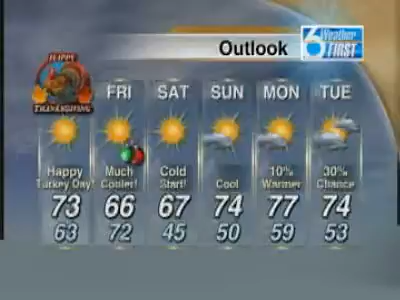 Outlook
6 Weather
FIRST
HAPPY
THANKSGIVING
FRI SAT SUN MON TUE
Happy Turkey Day!
Much Cooler!
Cold Start!
Cool
10% Warmer
30% Chance
73 66 67 74 77 74
63 72 45 50 59 53